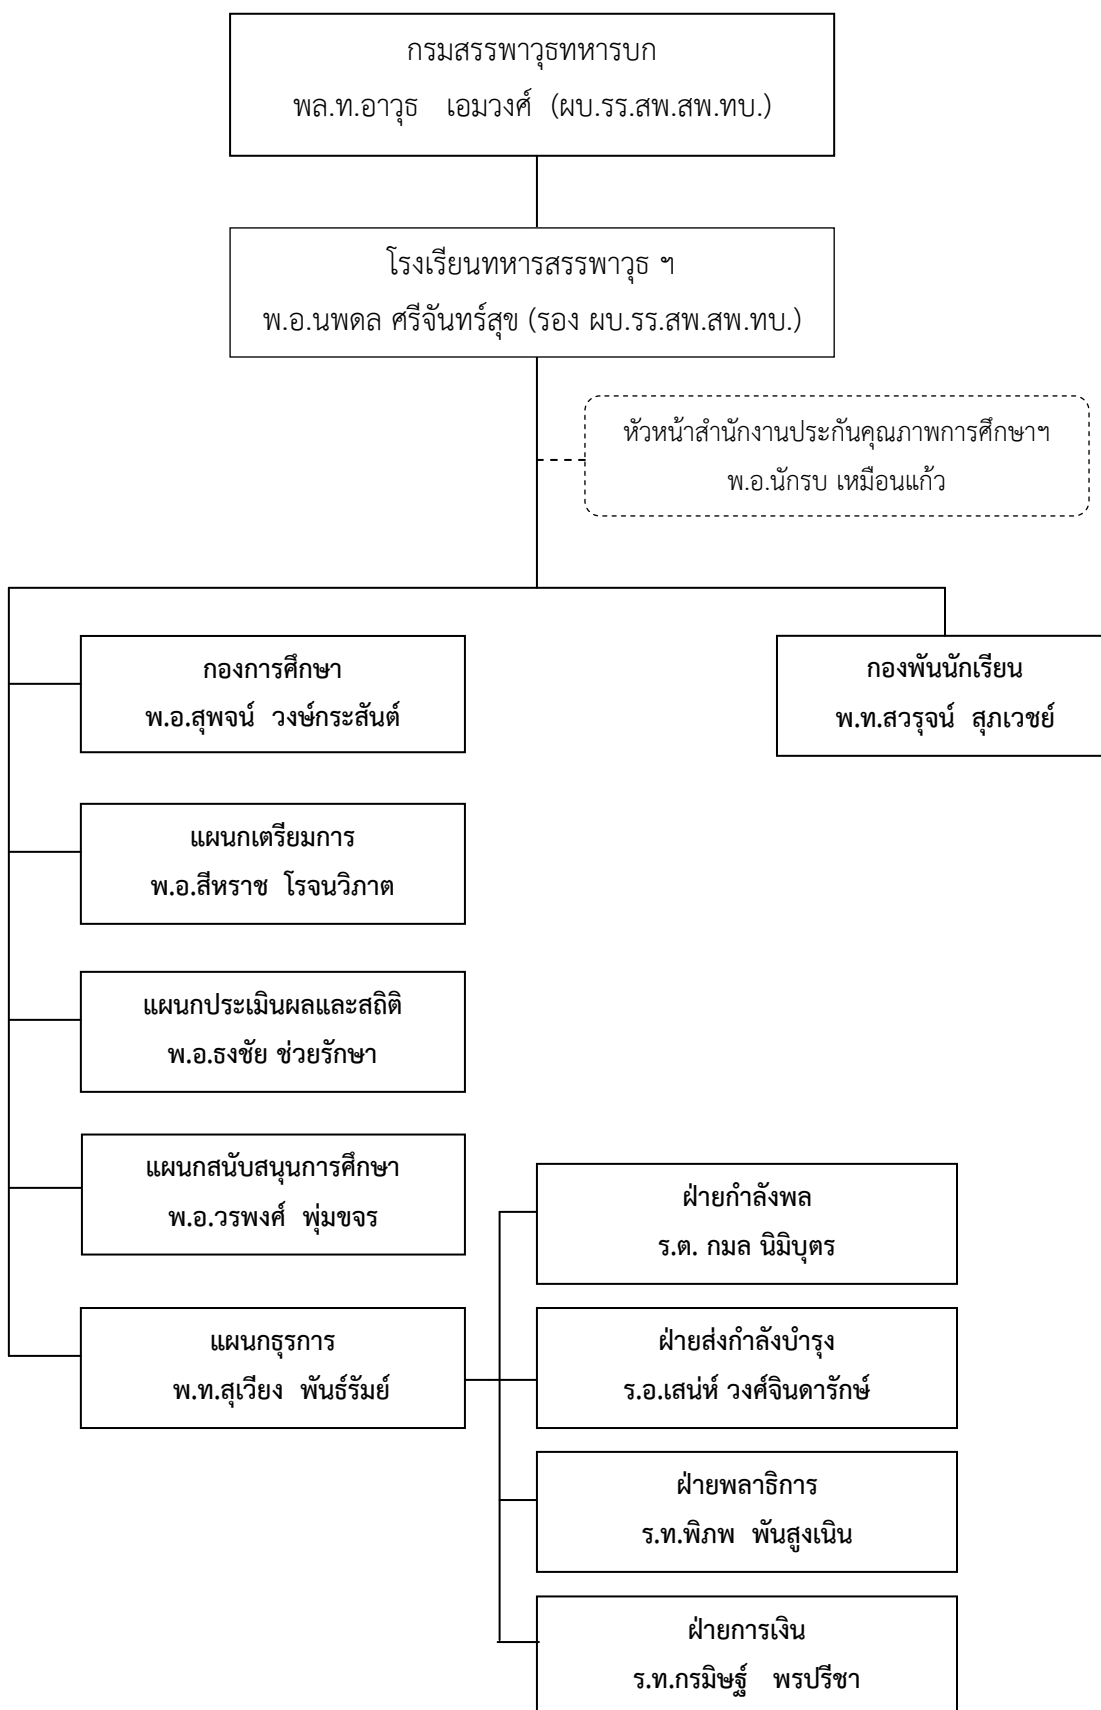 กรมสรรพาวุธทหารบก
พล.ท.อาวุธ เอมวงศ์ (ผบ.รร.สพ.สพ.ทบ.)
โรงเรียนทหารสรรพาวุธ ฯ
พ.อ.นพดล ศรีจันทร์สุข (รอง ผบ.รร.สพ.สพ.ทบ.)
หัวหน้าสำนักงานประกันคุณภาพการศึกษาฯ
พ.อ.นักรบ เหมือนแก้ว
กองการศึกษา
พ.อ.สุพจน์ วงษ์กระสันต์
กองพันนักเรียน
พ.ท.สวรุจน์ สุภเวชย์
แผนกเตรียมการ
พ.อ.สีหราช โรจนวิภาต
แผนกประเมินผลและสถิติ
พ.อ.ธงชัย ช่วยรักษา
แผนกสนับสนุนการศึกษา
พ.อ.วรพงศ์ พุ่มขจร
ฝ่ายกำลังพล
ร.ต. กมล นิมิบุตร
แผนกธุรการ
พ.ท.สุเวียง พันธ์รัมย์
ฝ่ายส่งกำลังบำรุง
ร.อ.เสน่ห์ วงศ์จินดารักษ์
ฝ่ายพลาธิการ
ร.ท.พิภพ พันสูงเนิน
ฝ่ายการเงิน
ร.ท.กรมิษฐ์ พรปรีชา